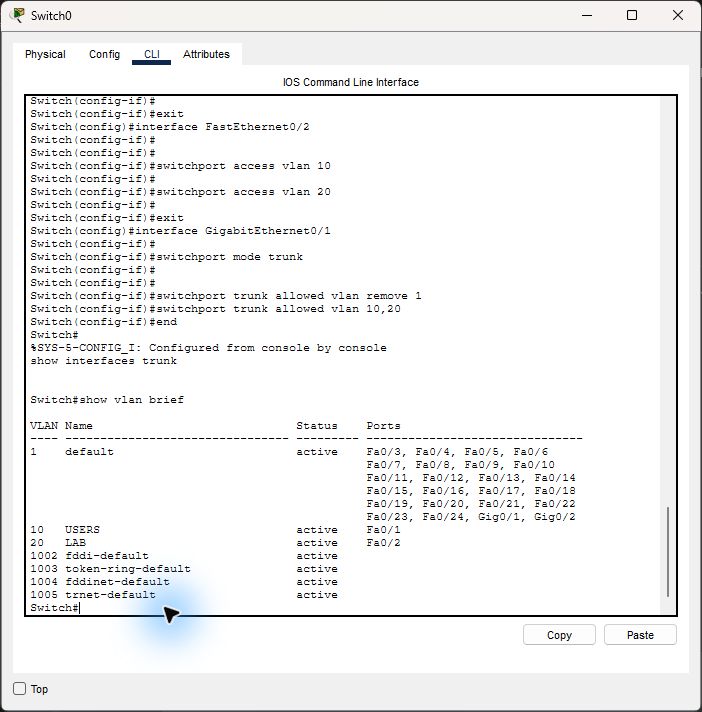 Switch0
Physical Config CLI Attributes
IOS Command Line Interface
Switch(config-if)#
Switch(config-if)#exit
Switch(config)#interface FastEthernet0/2
Switch(config-if)#
Switch(config-if)#
Switch(config-if)#switchport access vlan 10
Switch(config-if)#
Switch(config-if)#switchport access vlan 20
Switch(config-if)#
Switch(config-if)#exit
Switch(config)#interface GigabitEthernet0/1
Switch(config-if)#
Switch(config-if)#switchport mode trunk
Switch(config-if)#
Switch(config-if)#
Switch(config-if)#switchport trunk allowed vlan remove 1
Switch(config-if)#switchport trunk allowed vlan 10,20
Switch(config-if)#end
Switch#
%SYS-5-CONFIG_I: Configured from console by console
show interfaces trunk
Switch#show vlan brief
VLAN Name Status Ports
---- -------------------------------- --------- -------------------------------
1 default active Fa0/3, Fa0/4, Fa0/5, Fa0/6
Fa0/7, Fa0/8, Fa0/9, Fa0/10
Fa0/11, Fa0/12, Fa0/13, Fa0/14
Fa0/15, Fa0/16, Fa0/17, Fa0/18
Fa0/19, Fa0/20, Fa0/21, Fa0/22
Fa0/23, Fa0/24, Gig0/1, Gig0/2
10 USERS active Fa0/1
20 LAB active Fa0/2
1002 fddi-default active
1003 token-ring-default active
1004 fddinet-default active
1005 trnet-default active
Switch#
Copy Paste
Top